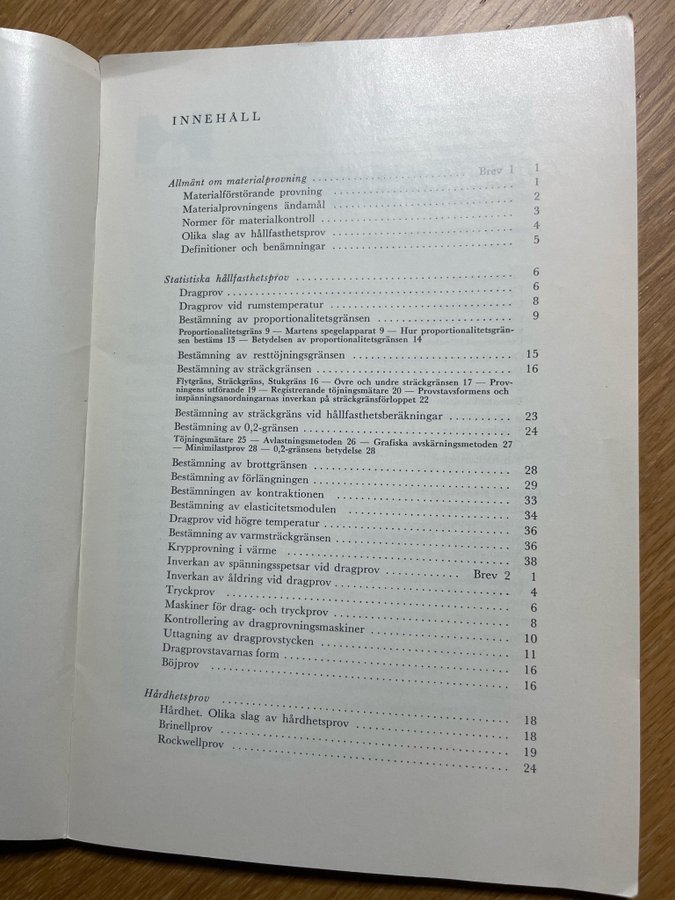 INNEHÅLL
Allmänt om materialprovning . . . . . . . . . . . . . . . . . . . . Brev 1 1
Materialförstörande provning . . . . . . . . . . . . . . . . . . . . 1
Materialprovningens ändamål . . . . . . . . . . . . . . . . . . . . 2
Normer för materialkontroll . . . . . . . . . . . . . . . . . . . . 3
Olika slag av hållfasthetsprov . . . . . . . . . . . . . . . . . . . . 4
Definitioner och benämningar . . . . . . . . . . . . . . . . . . . . 5
Statistiska hållfasthetsprov . . . . . . . . . . . . . . . . . . . . 6
Dragprov . . . . . . . . . . . . . . . . . . . . 6
Dragprov vid rumstemperatur . . . . . . . . . . . . . . . . . . . . 8
Bestämning av proportionalitetsgränsen . . . . . . . . . . . . . . . . . . . . 9
Proportionalitetsgräns 9 — Martens spegelapparat 9 — Hur proportionalitetsgrän-
sen bestäms 13 — Betydelsen av proportionalitetsgränsen 14
Bestämning av resttöjningsgränsen . . . . . . . . . . . . . . . . . . . . 15
Bestämning av sträckgränsen . . . . . . . . . . . . . . . . . . . . 16
Flytgräns, Sträckgräns, Stukgräns 16 — Övre och undre sträckgränsen 17 — Prov-
ningens utförande 19 — Registrerande töjningsmätare 20 — Provstavsformens och
inspänningsanordningarnas inverkan på sträckgränsförloppet 22
Bestämning av sträckgräns vid hållfasthetsberäkningar . . . . . . . . . . 23
Bestämning av 0,2-gränsen . . . . . . . . . . . . . . . . . . . . 24
Töjningsmätare 25 — Avlastningsmetoden 26 — Grafiska avskärningsmetoden 27
— Minimilastprov 28 — 0,2-gränsens betydelse 28
Bestämning av brottgränsen . . . . . . . . . . . . . . . . . . . . 28
Bestämning av förlängningen . . . . . . . . . . . . . . . . . . . . 29
Bestämningen av kontraktionen . . . . . . . . . . . . . . . . . . . . 33
Bestämning av elasticitetsmodulen . . . . . . . . . . . . . . . . . . . . 34
Dragprov vid högre temperatur . . . . . . . . . . . . . . . . . . . . 36
Bestämning av varmsträckgränsen . . . . . . . . . . . . . . . . . . . . 36
Krypprovning i värme . . . . . . . . . . . . . . . . . . . . 38
Inverkan av spänningsspetsar vid dragprov . . . . . . . . . . Brev 2 1
Inverkan av åldring vid dragprov . . . . . . . . . . . . . . . . . . . . 4
Tryckprov . . . . . . . . . . . . . . . . . . . . 6
Maskiner för drag- och tryckprov . . . . . . . . . . . . . . . . . . . . 8
Kontrollering av dragprovningsmaskiner . . . . . . . . . . . . . . . . . . . . 10
Uttagning av dragprovstycken . . . . . . . . . . . . . . . . . . . . 11
Dragprovstavarnas form . . . . . . . . . . . . . . . . . . . . 16
Böjprov . . . . . . . . . . . . . . . . . . . . 16
Hårdhetsprov . . . . . . . . . . . . . . . . . . . . 18
Hårdhet. Olika slag av hårdhetsprov . . . . . . . . . . . . . . . . . . . . 18
Brinellprov . . . . . . . . . . . . . . . . . . . . 19
Rockwellprov . . . . . . . . . . . . . . . . . . . . 24